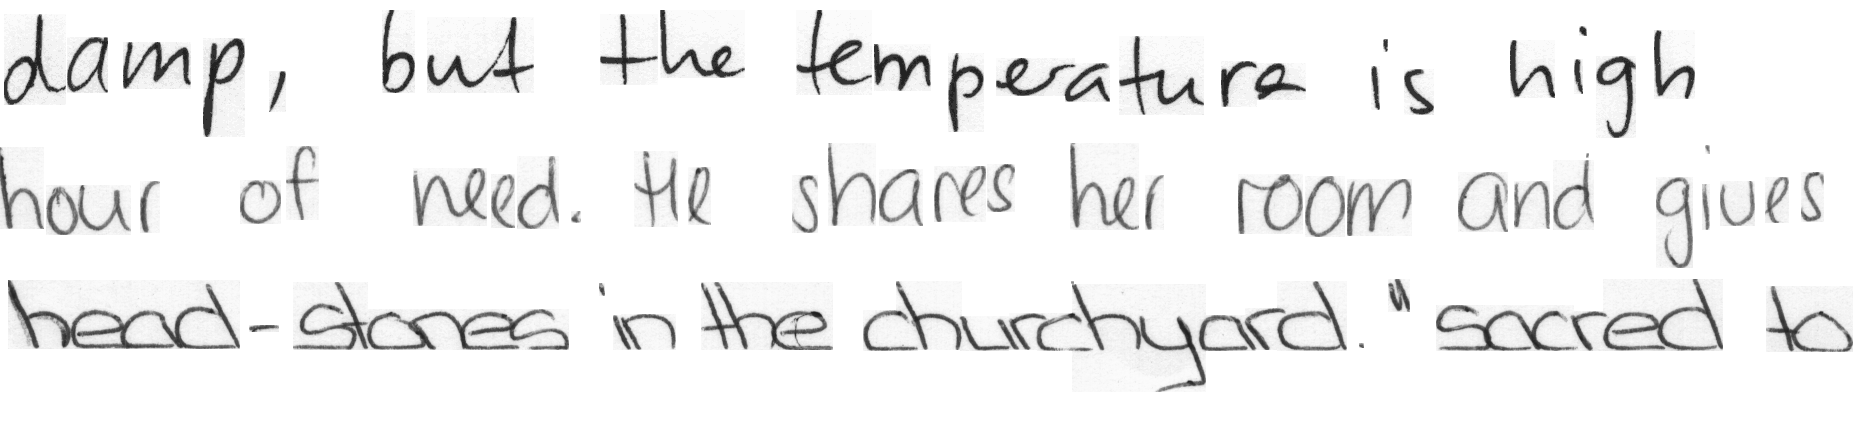 damp, but the temperature is high
hour of need. He shares her room and gives
head-stones in the churchyard. "sacred to